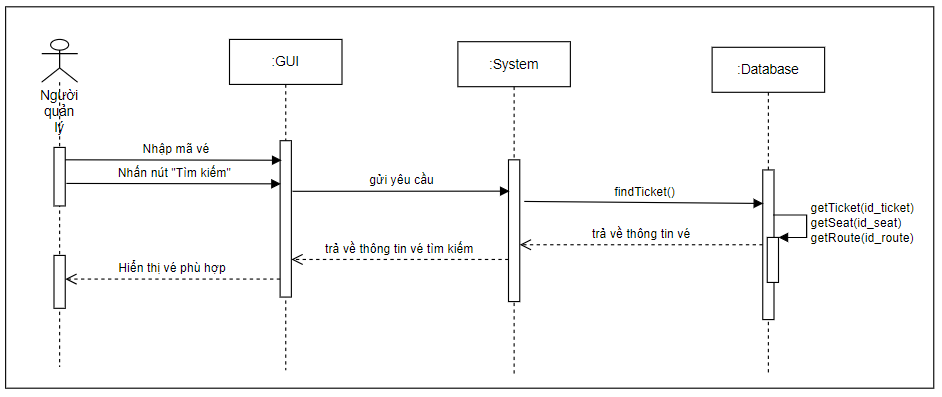 :GUI
:System
:Database
Người
quản
lý
Nhập mã vé
Nhấn nút "Tìm kiếm"
gửi yêu cầu
findTicket()
getTicket(id_ticket)
getSeat(id_seat)
getRoute(id_route)
trả về thông tin vé
trả về thông tin vé tìm kiếm
Hiển thị vé phù hợp